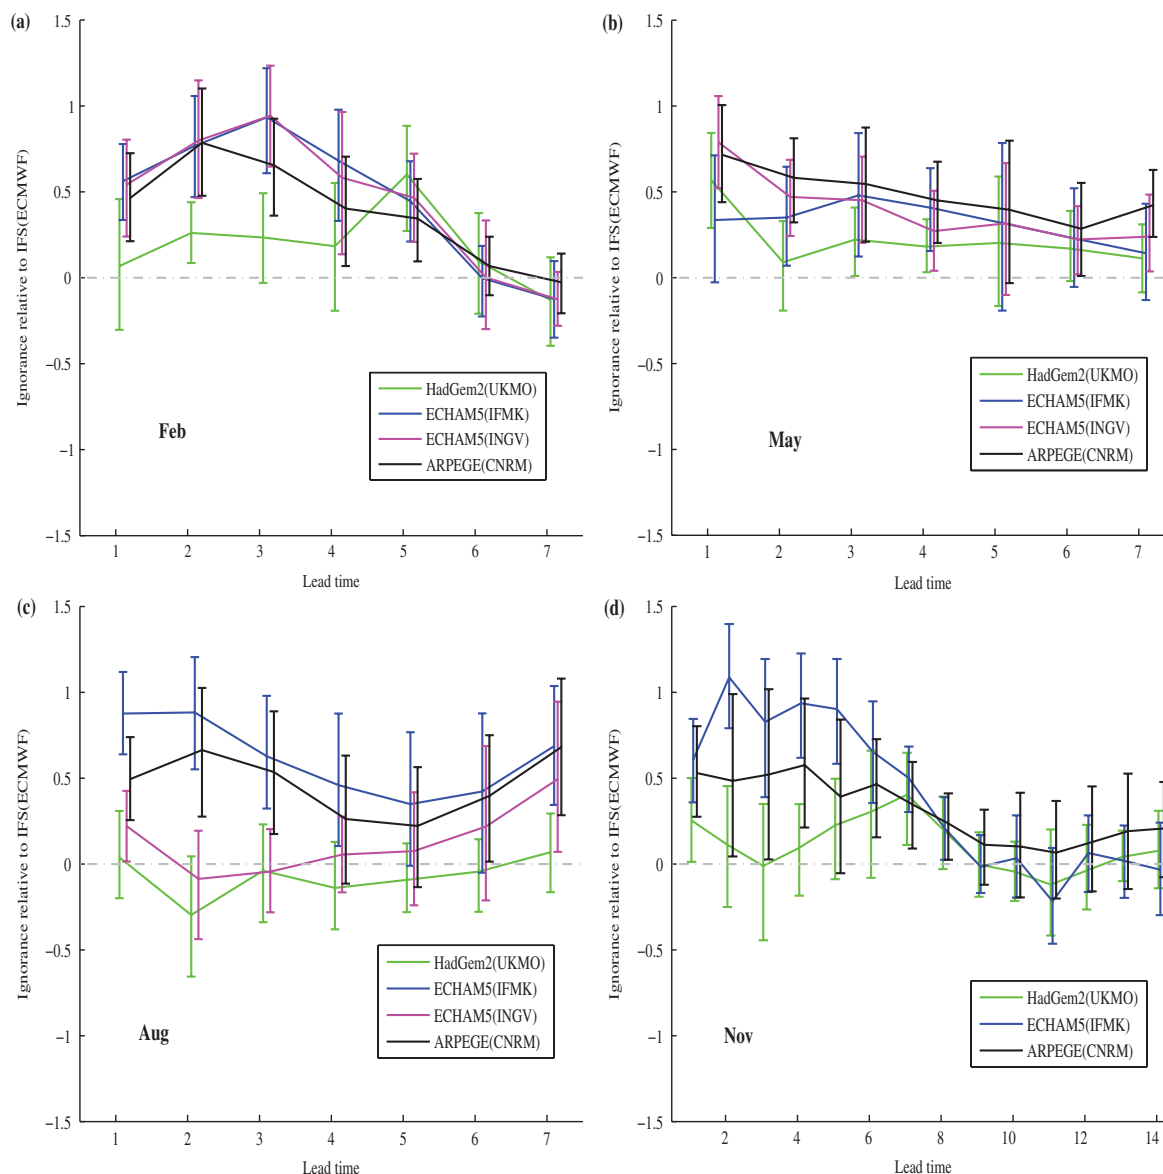 (a)
1.5
1
0.5
0
−0.5
−1
−1.5
Ignorance relative to IFS(ECMWF)
HadGem2(UKMO)
ECHAM5(IFMK)
ECHAM5(INGV)
ARPEGE(CNRM)
Feb
1 2 3 4 5 6 7
Lead time
(b)
1.5
1
0.5
0
−0.5
−1
−1.5
Ignorance relative to IFS(ECMWF)
HadGem2(UKMO)
ECHAM5(IFMK)
ECHAM5(INGV)
ARPEGE(CNRM)
May
1 2 3 4 5 6 7
Lead time
(c)
1.5
1
0.5
0
−0.5
−1
−1.5
Ignorance relative to IFS(ECMWF)
HadGem2(UKMO)
ECHAM5(IFMK)
ECHAM5(INGV)
ARPEGE(CNRM)
Aug
1 2 3 4 5 6 7
Lead time
(d)
1.5
1
0.5
0
−0.5
−1
−1.5
Ignorance relative to IFS(ECMWF)
HadGem2(UKMO)
ECHAM5(IFMK)
ARPEGE(CNRM)
Nov
2 4 6 8 10 12 14
Lead time